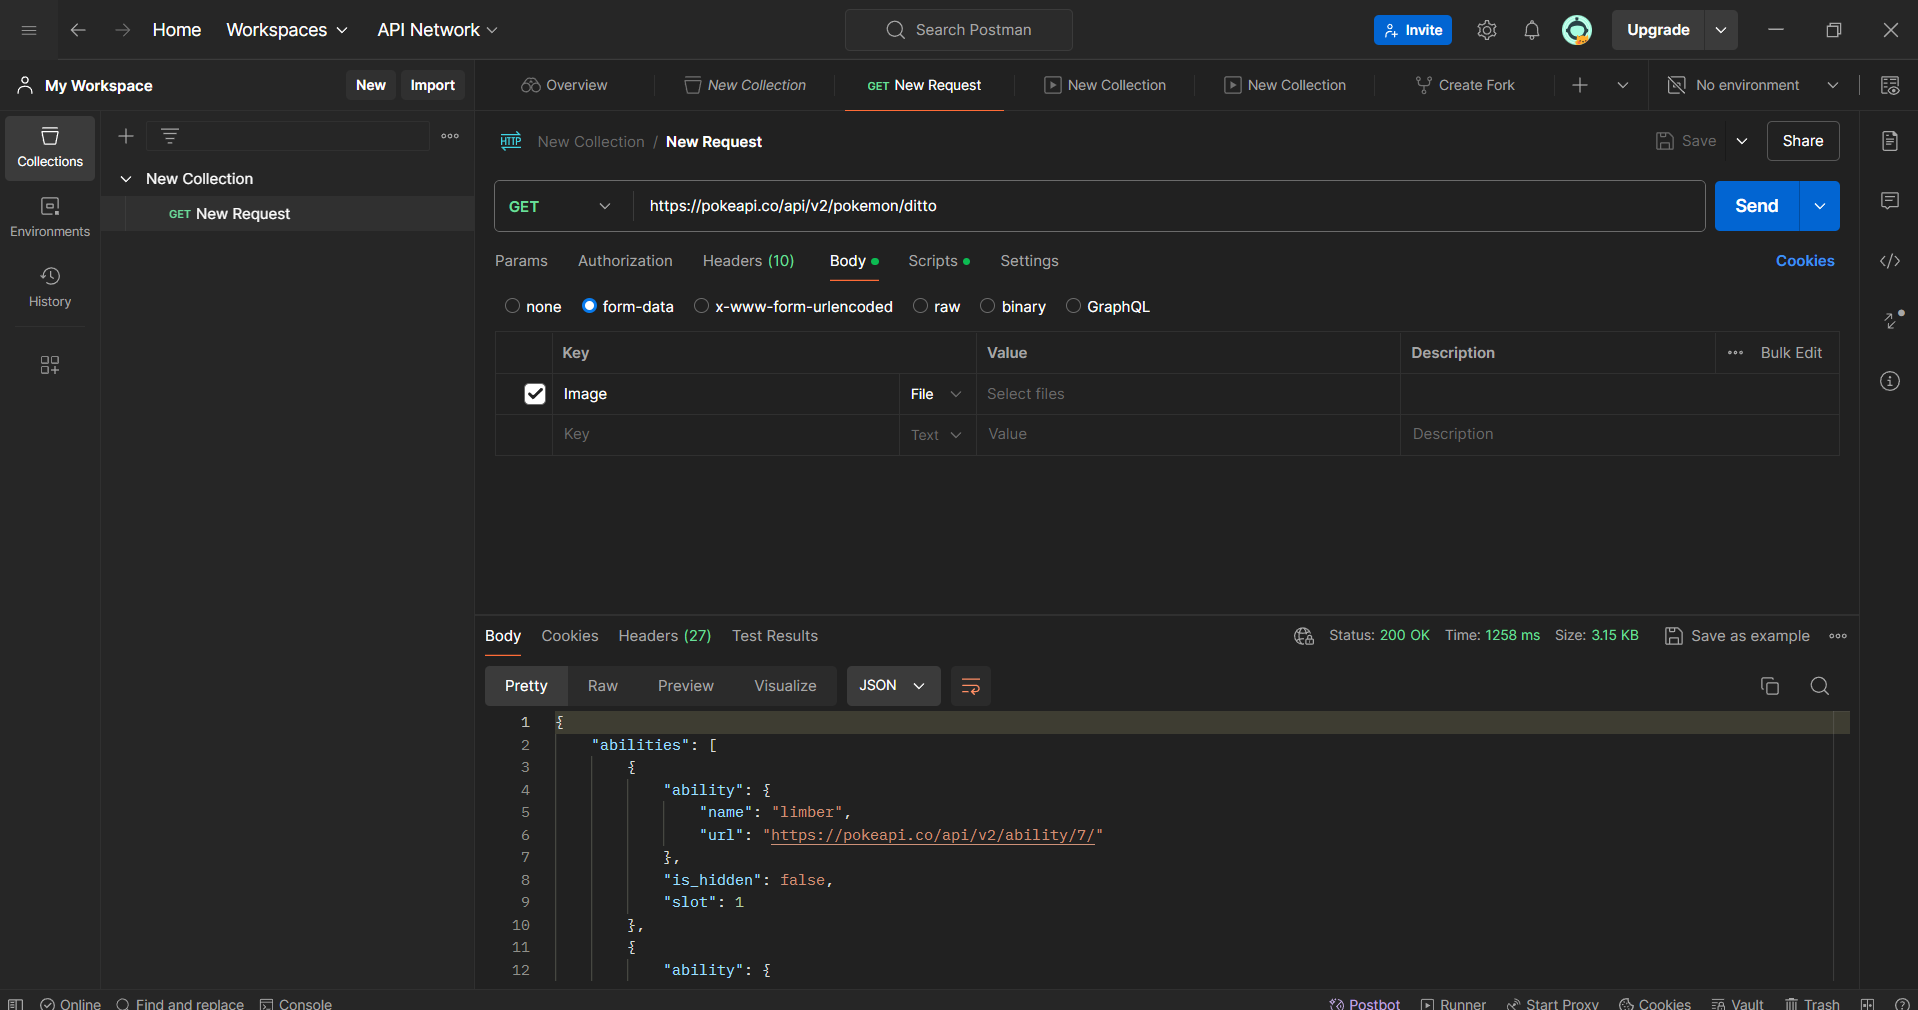 Home Workspaces API Network Search Postman Invite Upgrade
My Workspace New Import Overview New Collection GET New Request New Collection New Collection Create Fork No environment
Collections
Environments
History
New Collection
GET New Request
HTTP New Collection / New Request Save Share
GET https://pokeapi.co/api/v2/pokemon/ditto Send
Params Authorization Headers (10) Body Scripts Settings Cookies
none form-data x-www-form-urlencoded raw binary GraphQL
Key Value Description Bulk Edit
Image File Select files
Key Text Value Description
Body Cookies Headers (27) Test Results Status: 200 OK Time: 1258 ms Size: 3.15 KB Save as example
Pretty Raw Preview Visualize JSON
1 {
2 "abilities": [
3 {
4 "ability": {
5 "name": "limber",
6 "url": "https://pokeapi.co/api/v2/ability/7/"
7 },
8 "is_hidden": false,
9 "slot": 1
10 },
11 {
12 "ability": {
Online Find and replace Console Postbot Runner Start Proxy Cookies Vault Trash